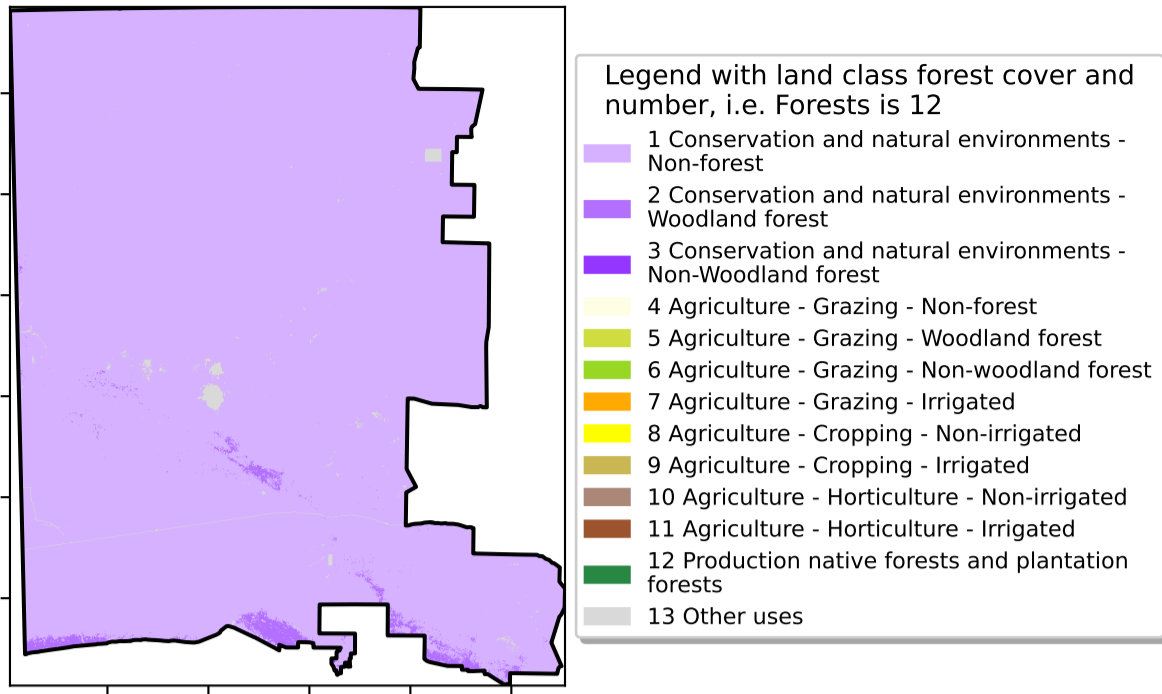 Legend with land class forest cover and
number, i.e. Forests is 12
1 Conservation and natural environments -
Non-forest
2 Conservation and natural environments -
Woodland forest
3 Conservation and natural environments -
Non-Woodland forest
4 Agriculture - Grazing - Non-forest
5 Agriculture - Grazing - Woodland forest
6 Agriculture - Grazing - Non-woodland forest
7 Agriculture - Grazing - Irrigated
8 Agriculture - Cropping - Non-irrigated
9 Agriculture - Cropping - Irrigated
10 Agriculture - Horticulture - Non-irrigated
11 Agriculture - Horticulture - Irrigated
12 Production native forests and plantation
forests
13 Other uses